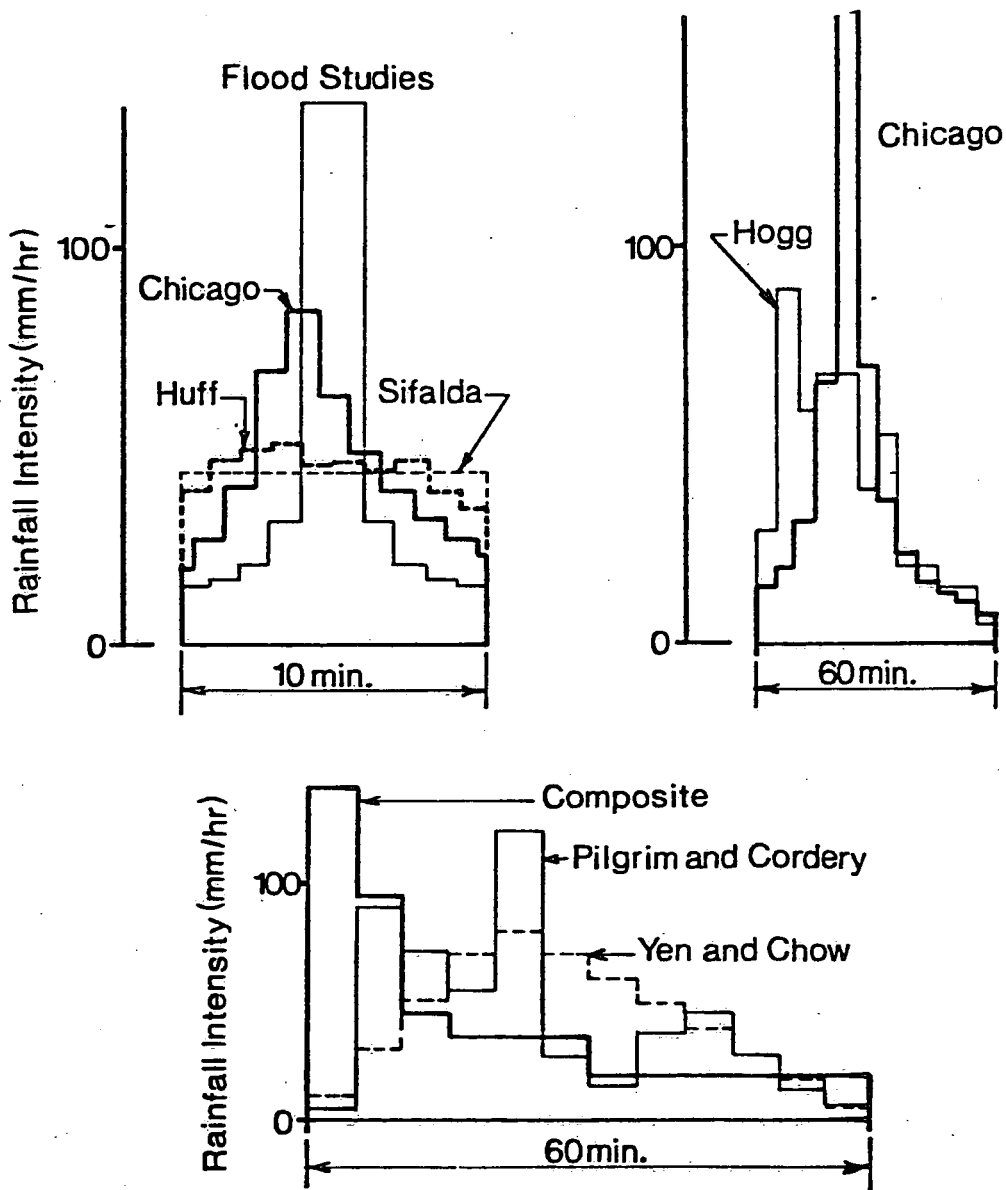 Flood Studies
Rainfall Intensity (mm/hr)
100
Chicago
Huff
Sifalda
0
10 min.
Chicago
100
Hogg
0
60 min.
Rainfall Intensity (mm/hr)
Composite
Pilgrim and Cordery
100
Yen and Chow
0
60 min.